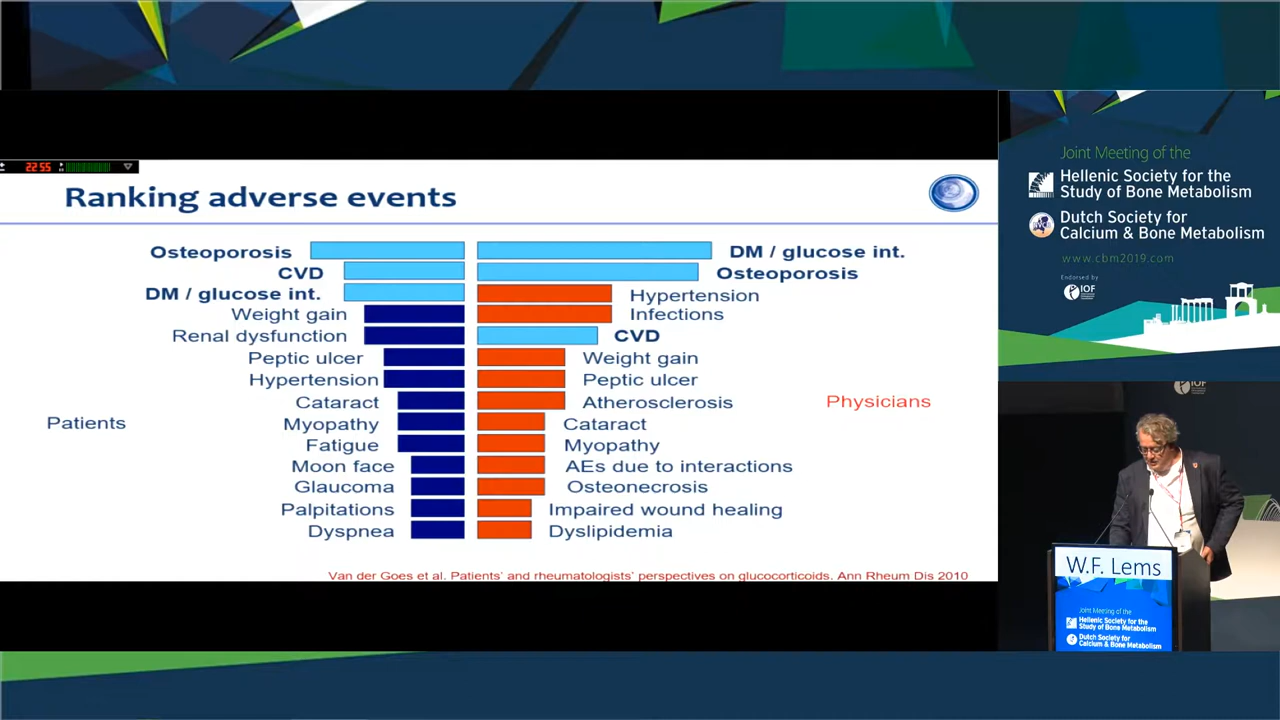 22:55
Ranking adverse events
Osteoporosis
CVD
DM / glucose int.
Weight gain
Renal dysfunction
Peptic ulcer
Hypertension
Cataract
Myopathy
Fatigue
Moon face
Glaucoma
Palpitations
Dyspnea
Patients
DM / glucose int.
Osteoporosis
Hypertension
Infections
CVD
Weight gain
Peptic ulcer
Atherosclerosis
Cataract
Myopathy
AEs due to interactions
Osteonecrosis
Impaired wound healing
Dyslipidemia
Physicians
Van der Goes et al. Patients' and rheumatologists' perspectives on glucocorticoids. Ann Rheum Dis 2010
Joint Meeting of the
Hellenic Society for the
Study of Bone Metabolism
Dutch Society for
Calcium & Bone Metabolism
www.cbm2019.com
Endorsed by
IOF
IOF
W.F. Lems
Joint Meeting of the
Hellenic Society for the
Study of Bone Metabolism
Dutch Society for
Calcium & Bone Metabolism